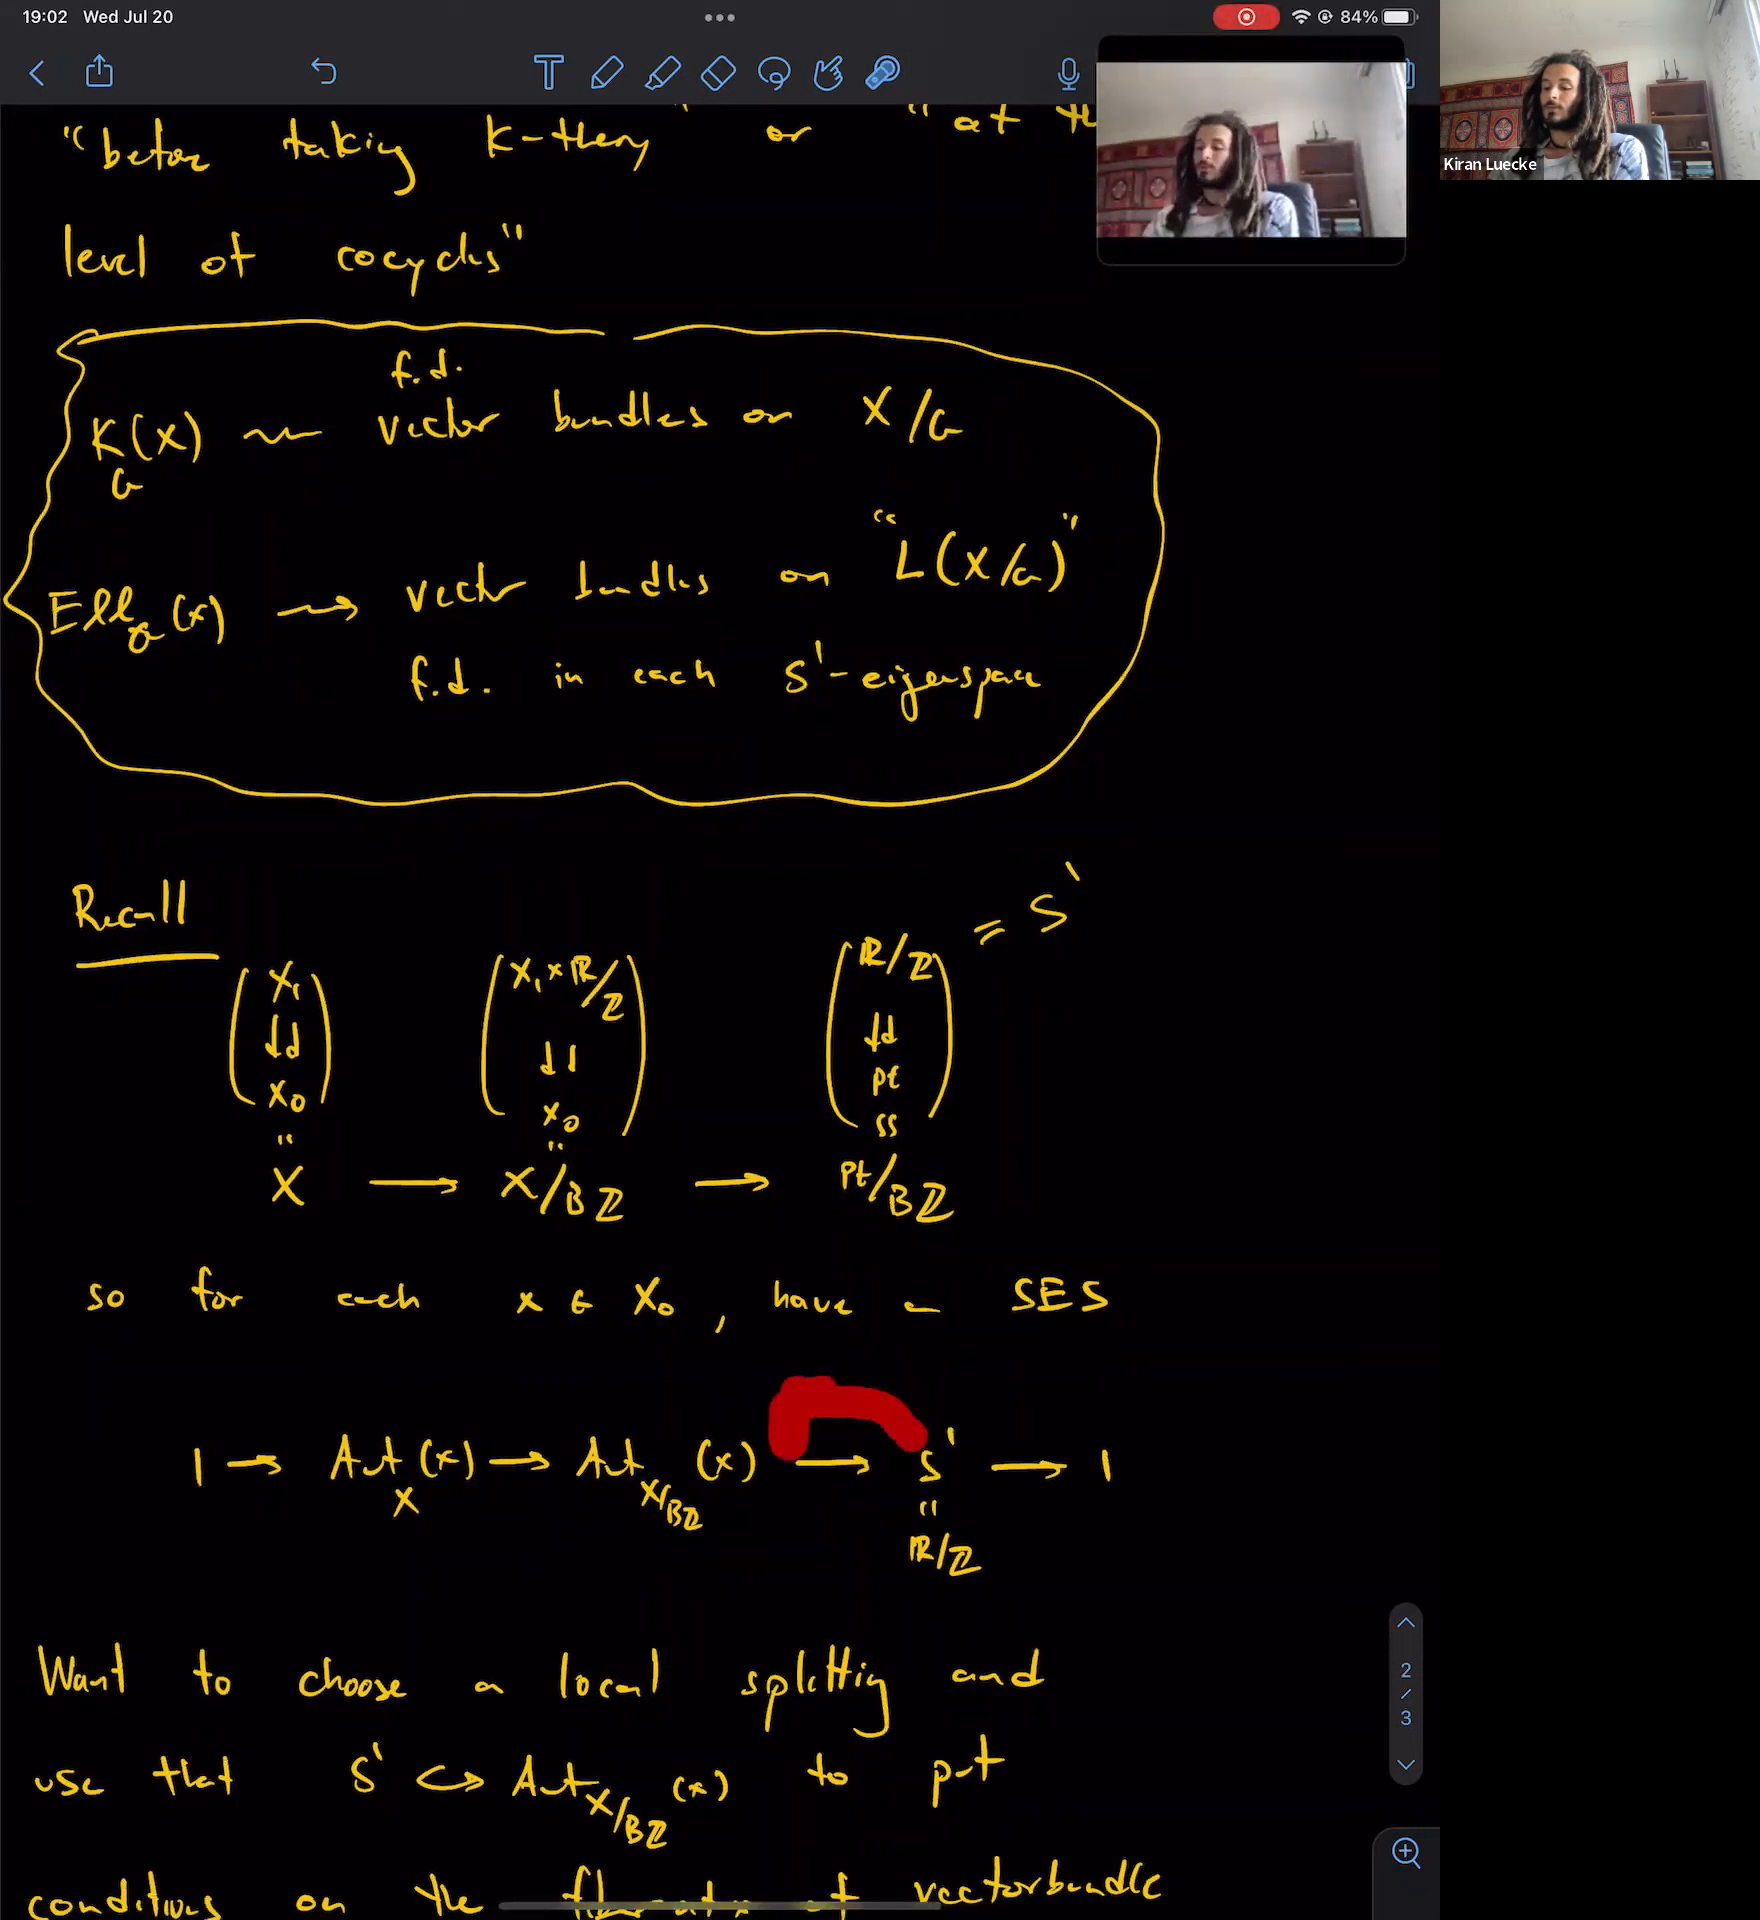 19:02 Wed Jul 20
84%
Kiran Luecke
"before taking K-theory" or "at th
level of cocycles"
f.d.
K_G(X) ⇝ vector bundles on X/G
Ell_G(X) ⇝ vector bundles on "L(X/G)"
f.d. in each S¹-eigenspace
Recall
= S¹
X₁ X₁ × R/Z R/Z
↓↓ ↓↓ ↓↓
X₀ X₀ pt
X → X/BZ → pt/BZ
so for each x ∈ X₀, have a SES
1 → Aut_X (x) → Aut_{X/BZ} (x) → S¹ → 1
R/Z
Want to choose a local splitting and
use that S¹ ↪ Aut_{X/BZ} (x) to put
conditions on the of vectorbundle
2
/
3